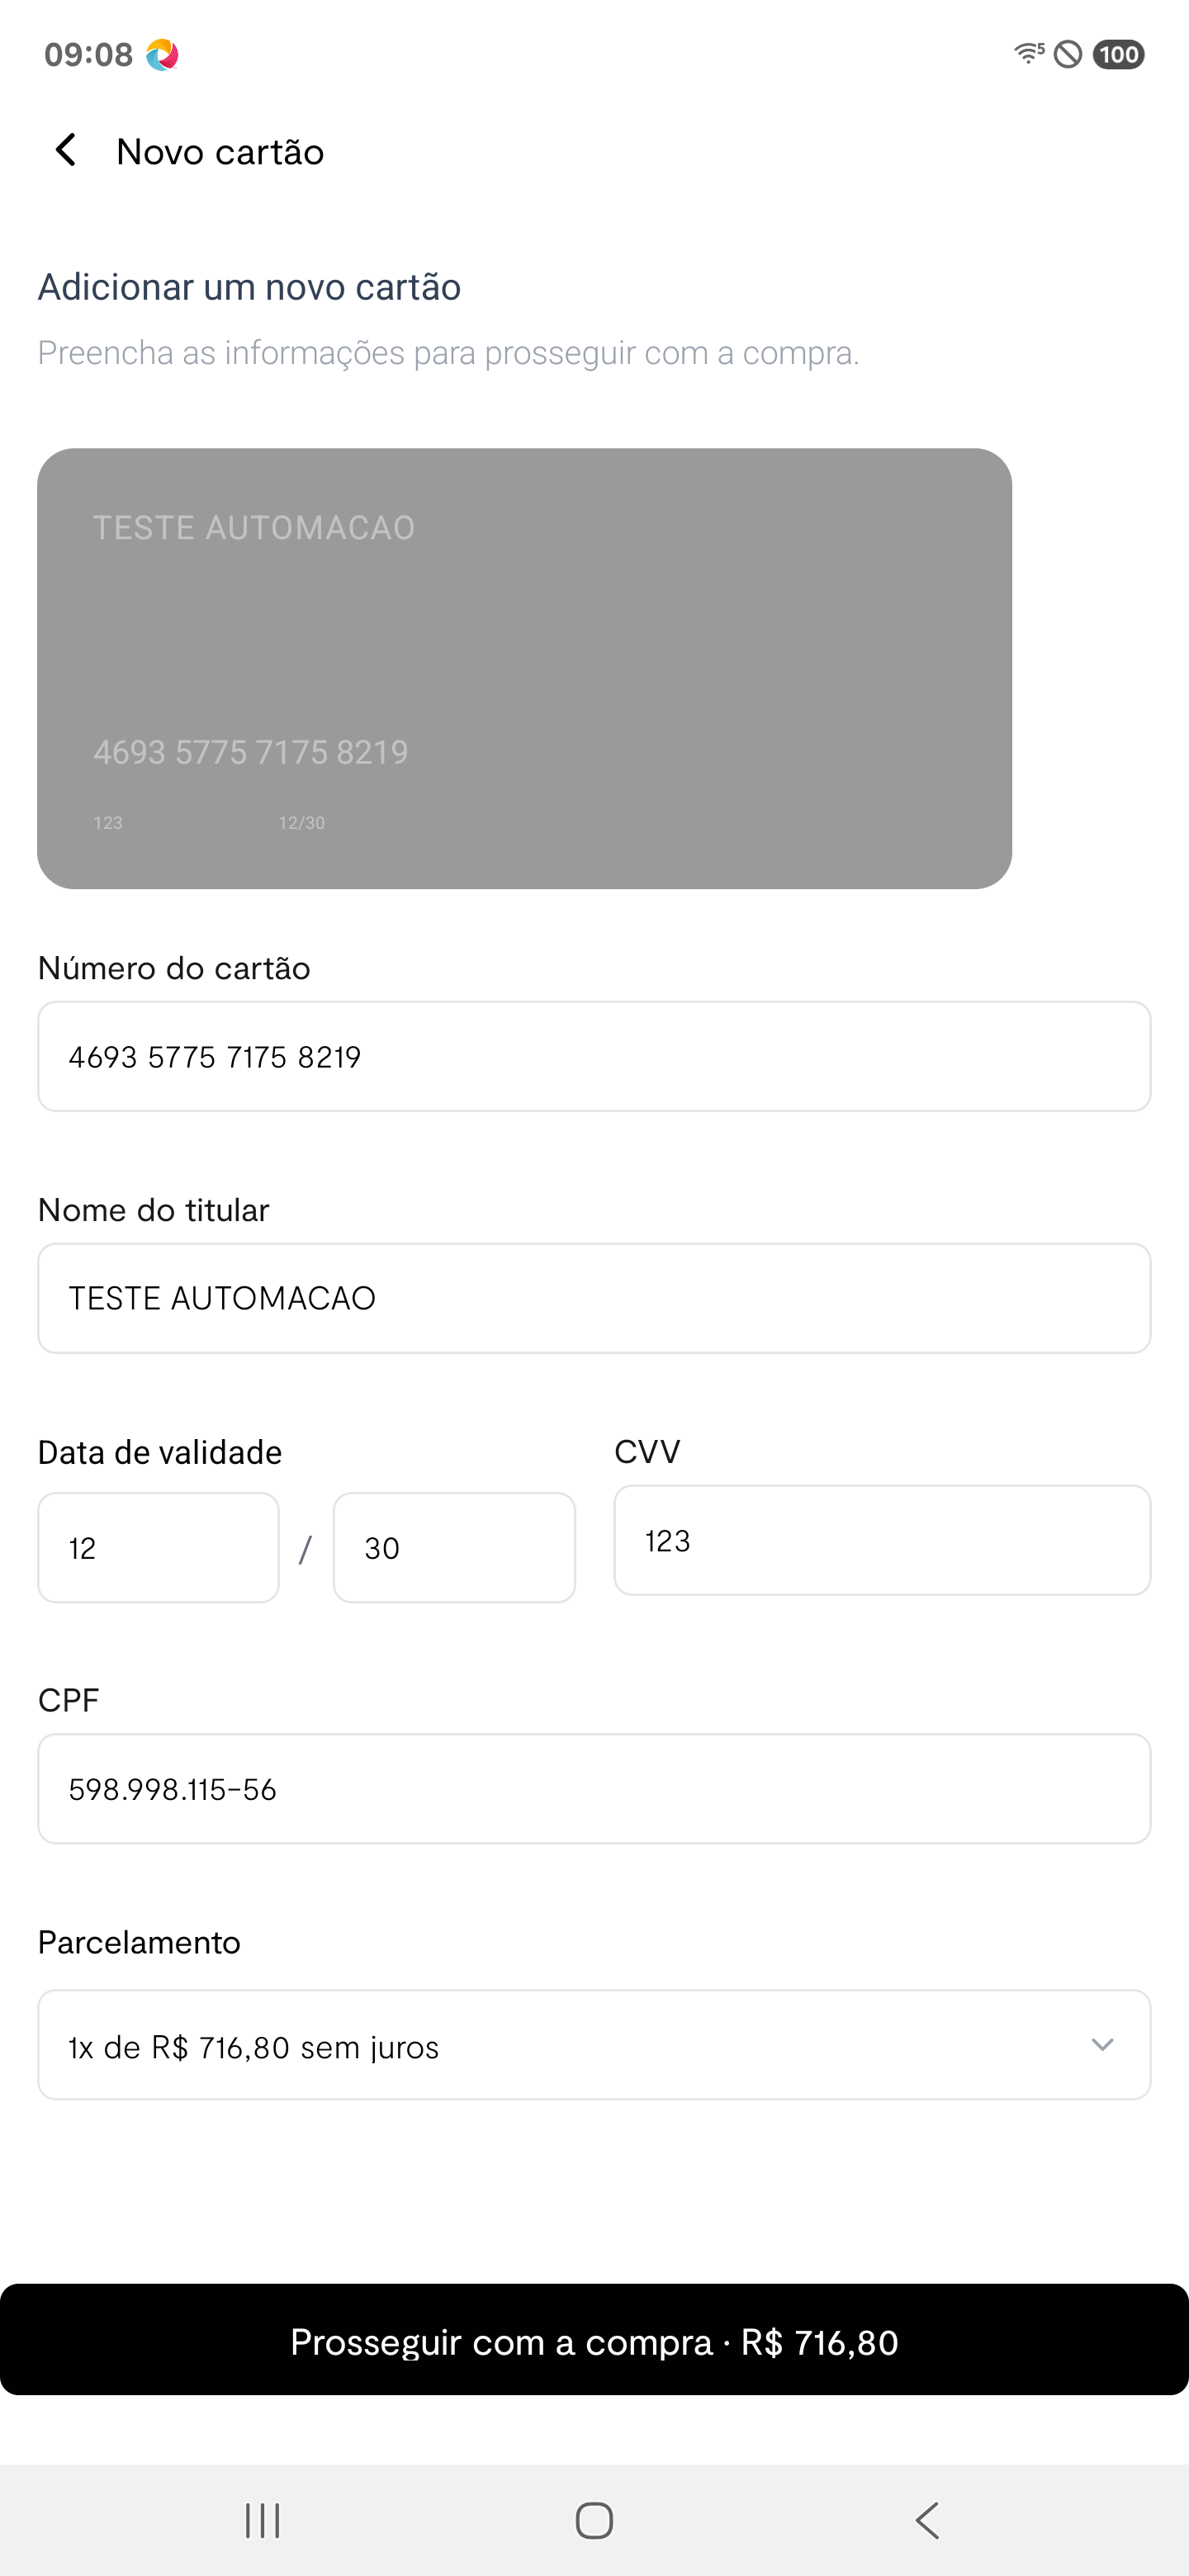 09:08
5
100
Novo cartão
Adicionar um novo cartão
Preencha as informações para prosseguir com a compra.
TESTE AUTOMACAO
4693 5775 7175 8219
123 12/30
Número do cartão
4693 5775 7175 8219
Nome do titular
TESTE AUTOMACAO
Data de validade
CVV
12 / 30
123
CPF
598.998.115-56
Parcelamento
1x de R$ 716,80 sem juros
Prosseguir com a compra · R$ 716,80